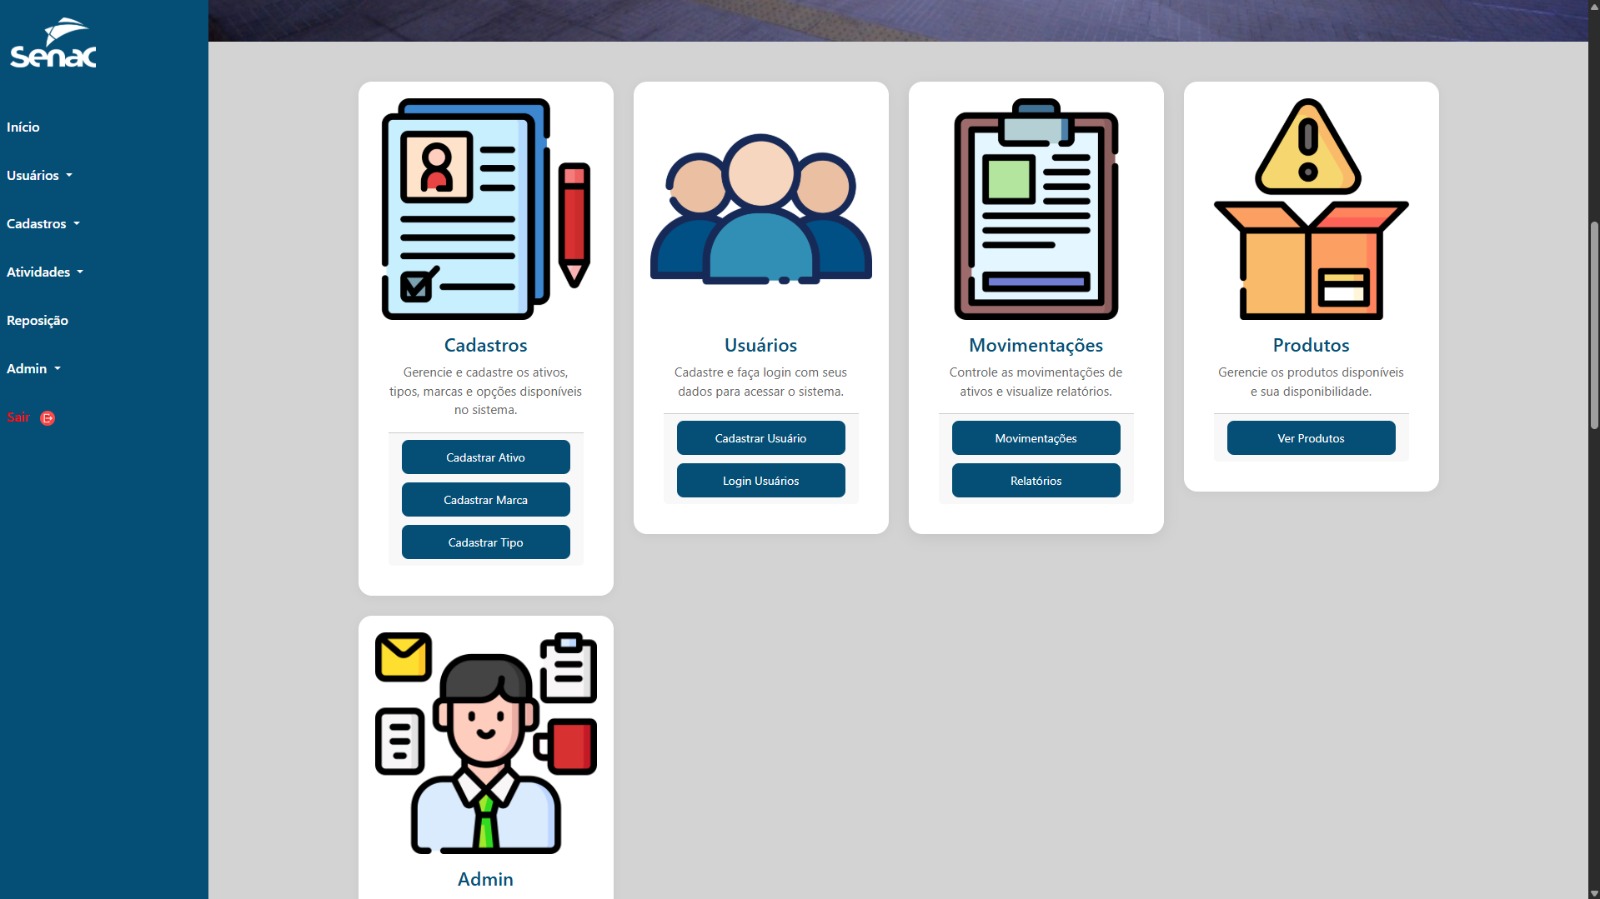 Senac
Início
Usuários
Cadastros
Atividades
Reposição
Admin
Sair
Cadastros
Gerencie e cadastre os ativos,
tipos, marcas e opções disponíveis
no sistema.
Cadastrar Ativo
Cadastrar Marca
Cadastrar Tipo
Usuários
Cadastre e faça login com seus
dados para acessar o sistema.
Cadastrar Usuário
Login Usuários
Movimentações
Controle as movimentações de
ativos e visualize relatórios.
Movimentações
Relatórios
Produtos
Gerencie os produtos disponíveis
e sua disponibilidade.
Ver Produtos
Admin